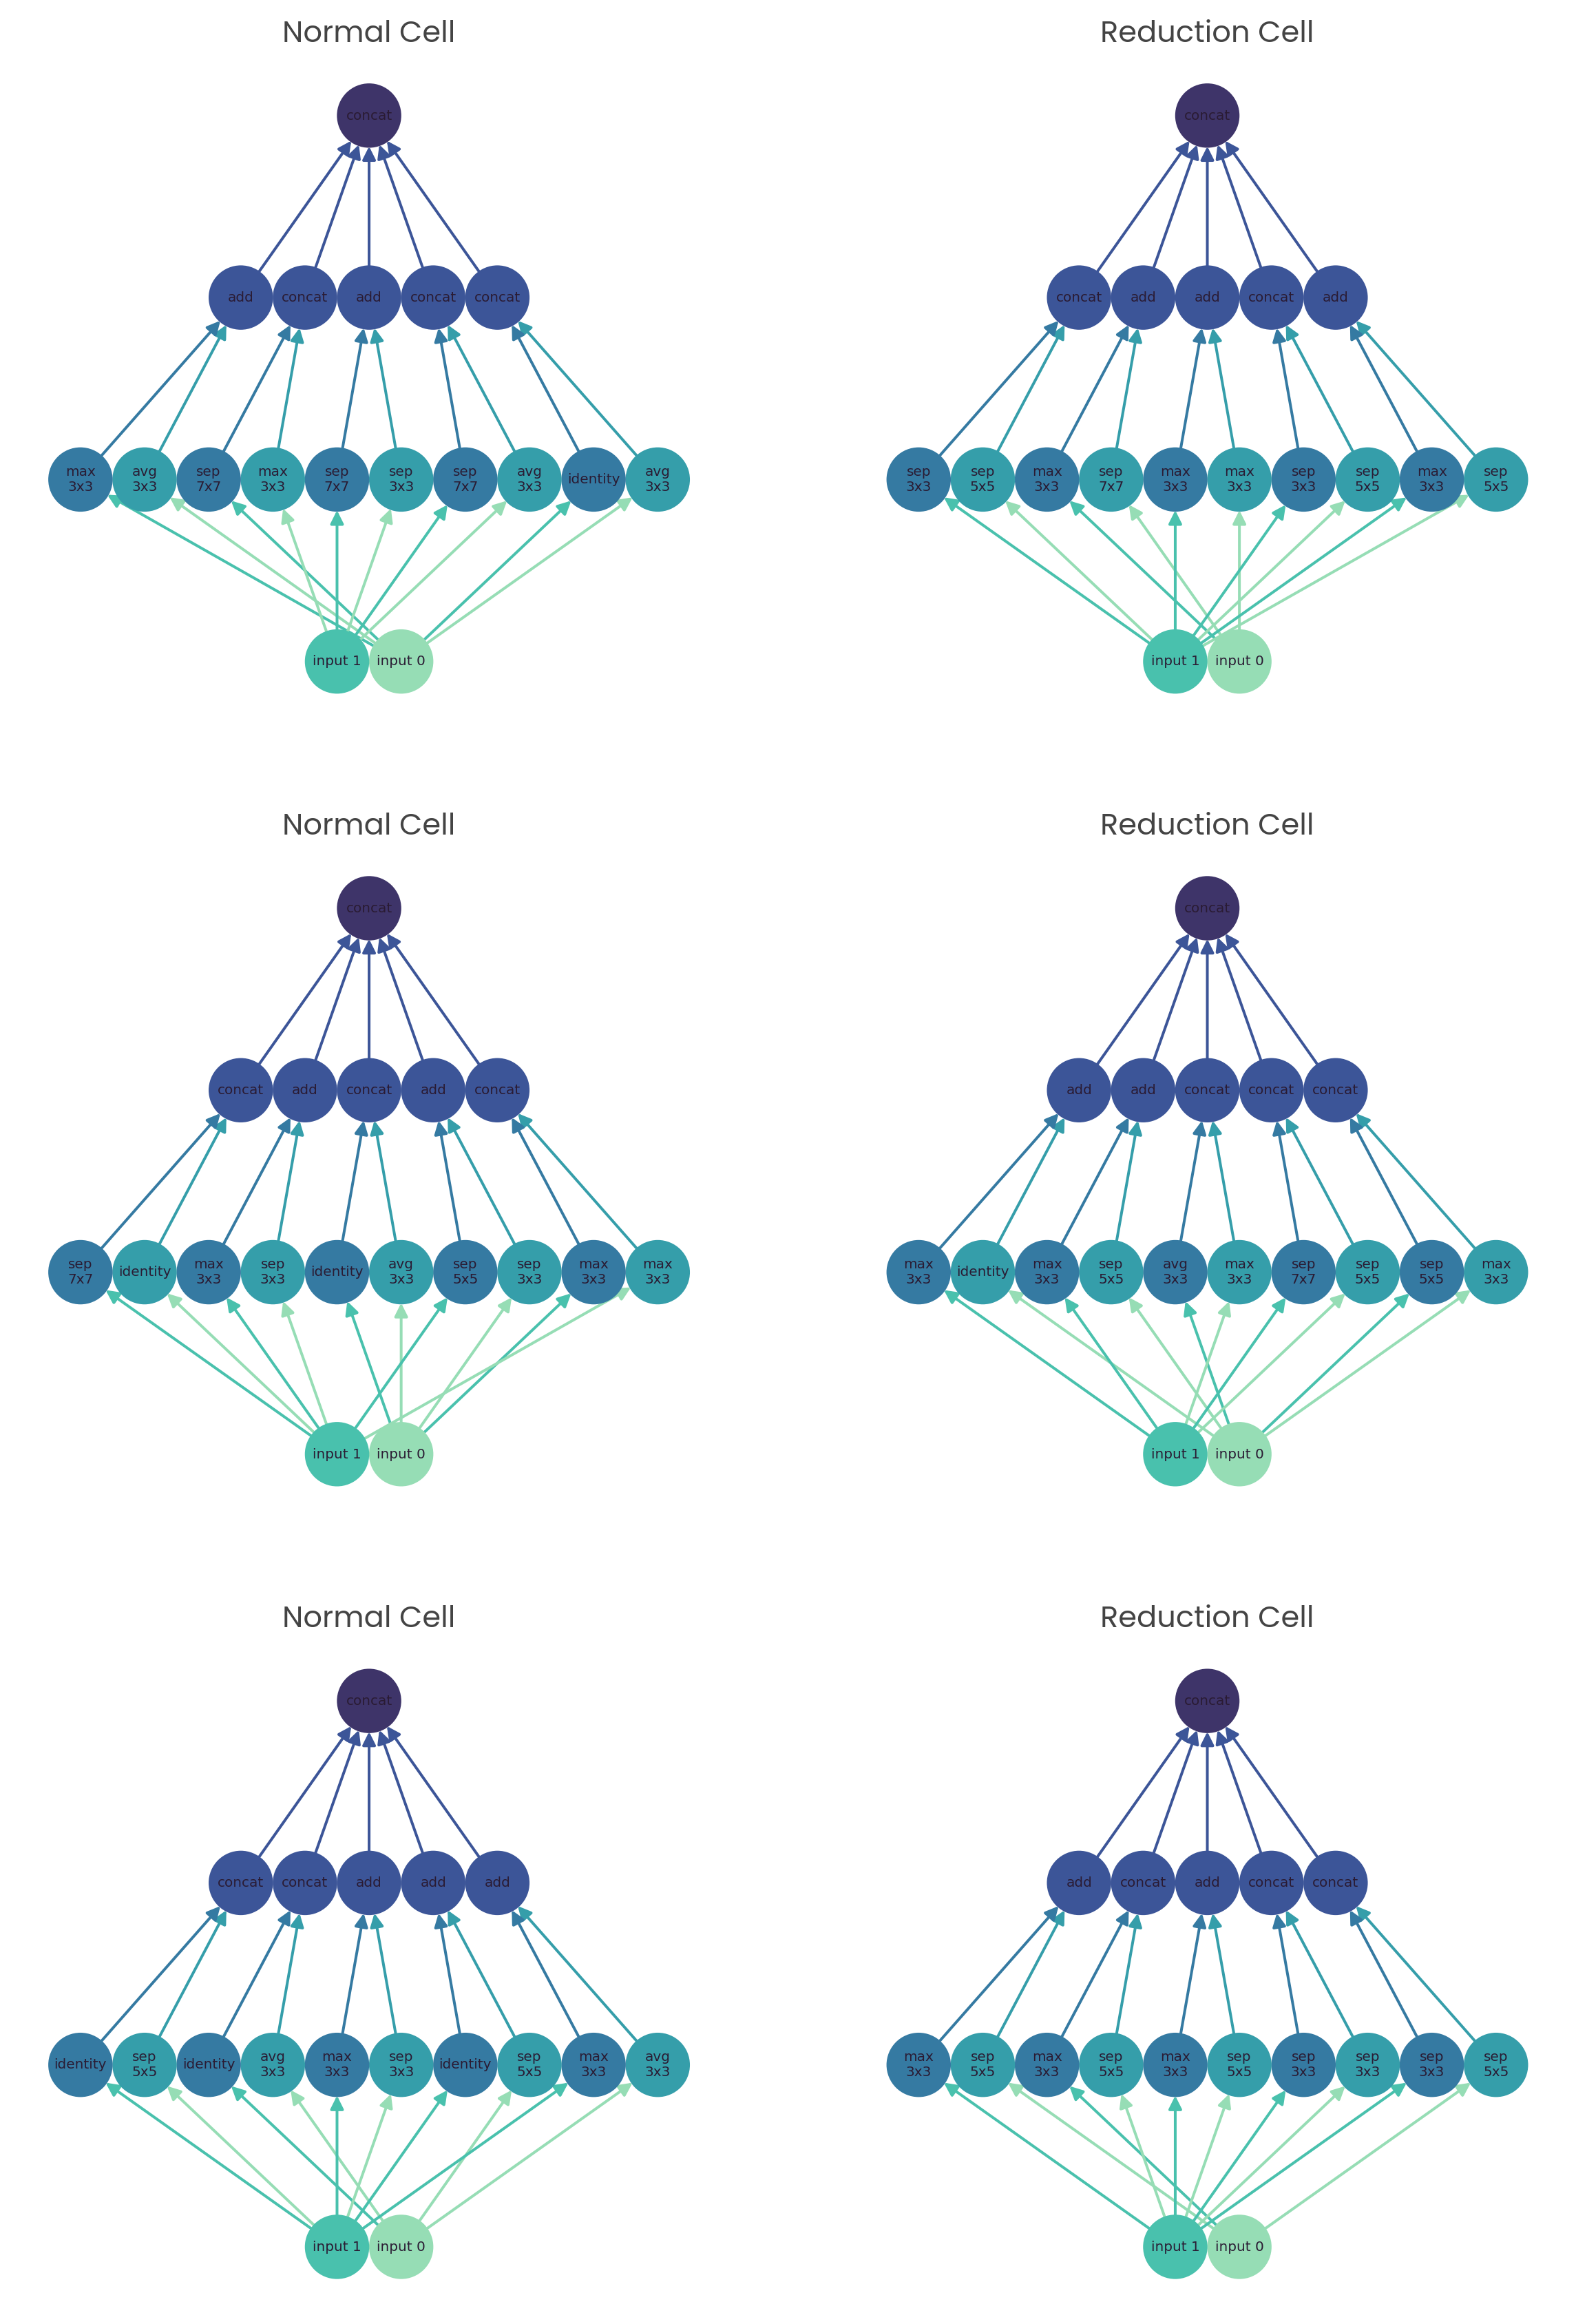 Normal Cell
Reduction Cell
concat
concat
add concat add concat concat
concat add add concat add
max avg sep max sep sep sep avg identity avg
3x3 3x3 7x7 3x3 7x7 3x3 7x7 3x3 3x3
sep sep max sep max max sep sep max sep
3x3 5x5 3x3 7x7 3x3 3x3 3x3 5x5 3x3 5x5
input 1 input 0
input 1 input 0
Normal Cell
Reduction Cell
concat
concat
concat add concat add concat
add add concat concat concat
sep identity max sep identity avg sep sep max max
7x7 3x3 3x3 3x3 5x5 3x3 3x3 3x3
max identity max sep avg max sep sep sep max
3x3 3x3 5x5 3x3 3x3 7x7 5x5 5x5 3x3
input 1 input 0
input 1 input 0
Normal Cell
Reduction Cell
concat
concat
concat concat add add add
add concat add concat concat
identity sep identity avg max sep identity sep max avg
5x5 3x3 3x3 3x3 5x5 3x3 3x3
max sep max sep max sep sep sep sep sep
3x3 5x5 3x3 5x5 3x3 5x5 3x3 3x3 3x3 5x5
input 1 input 0
input 1 input 0